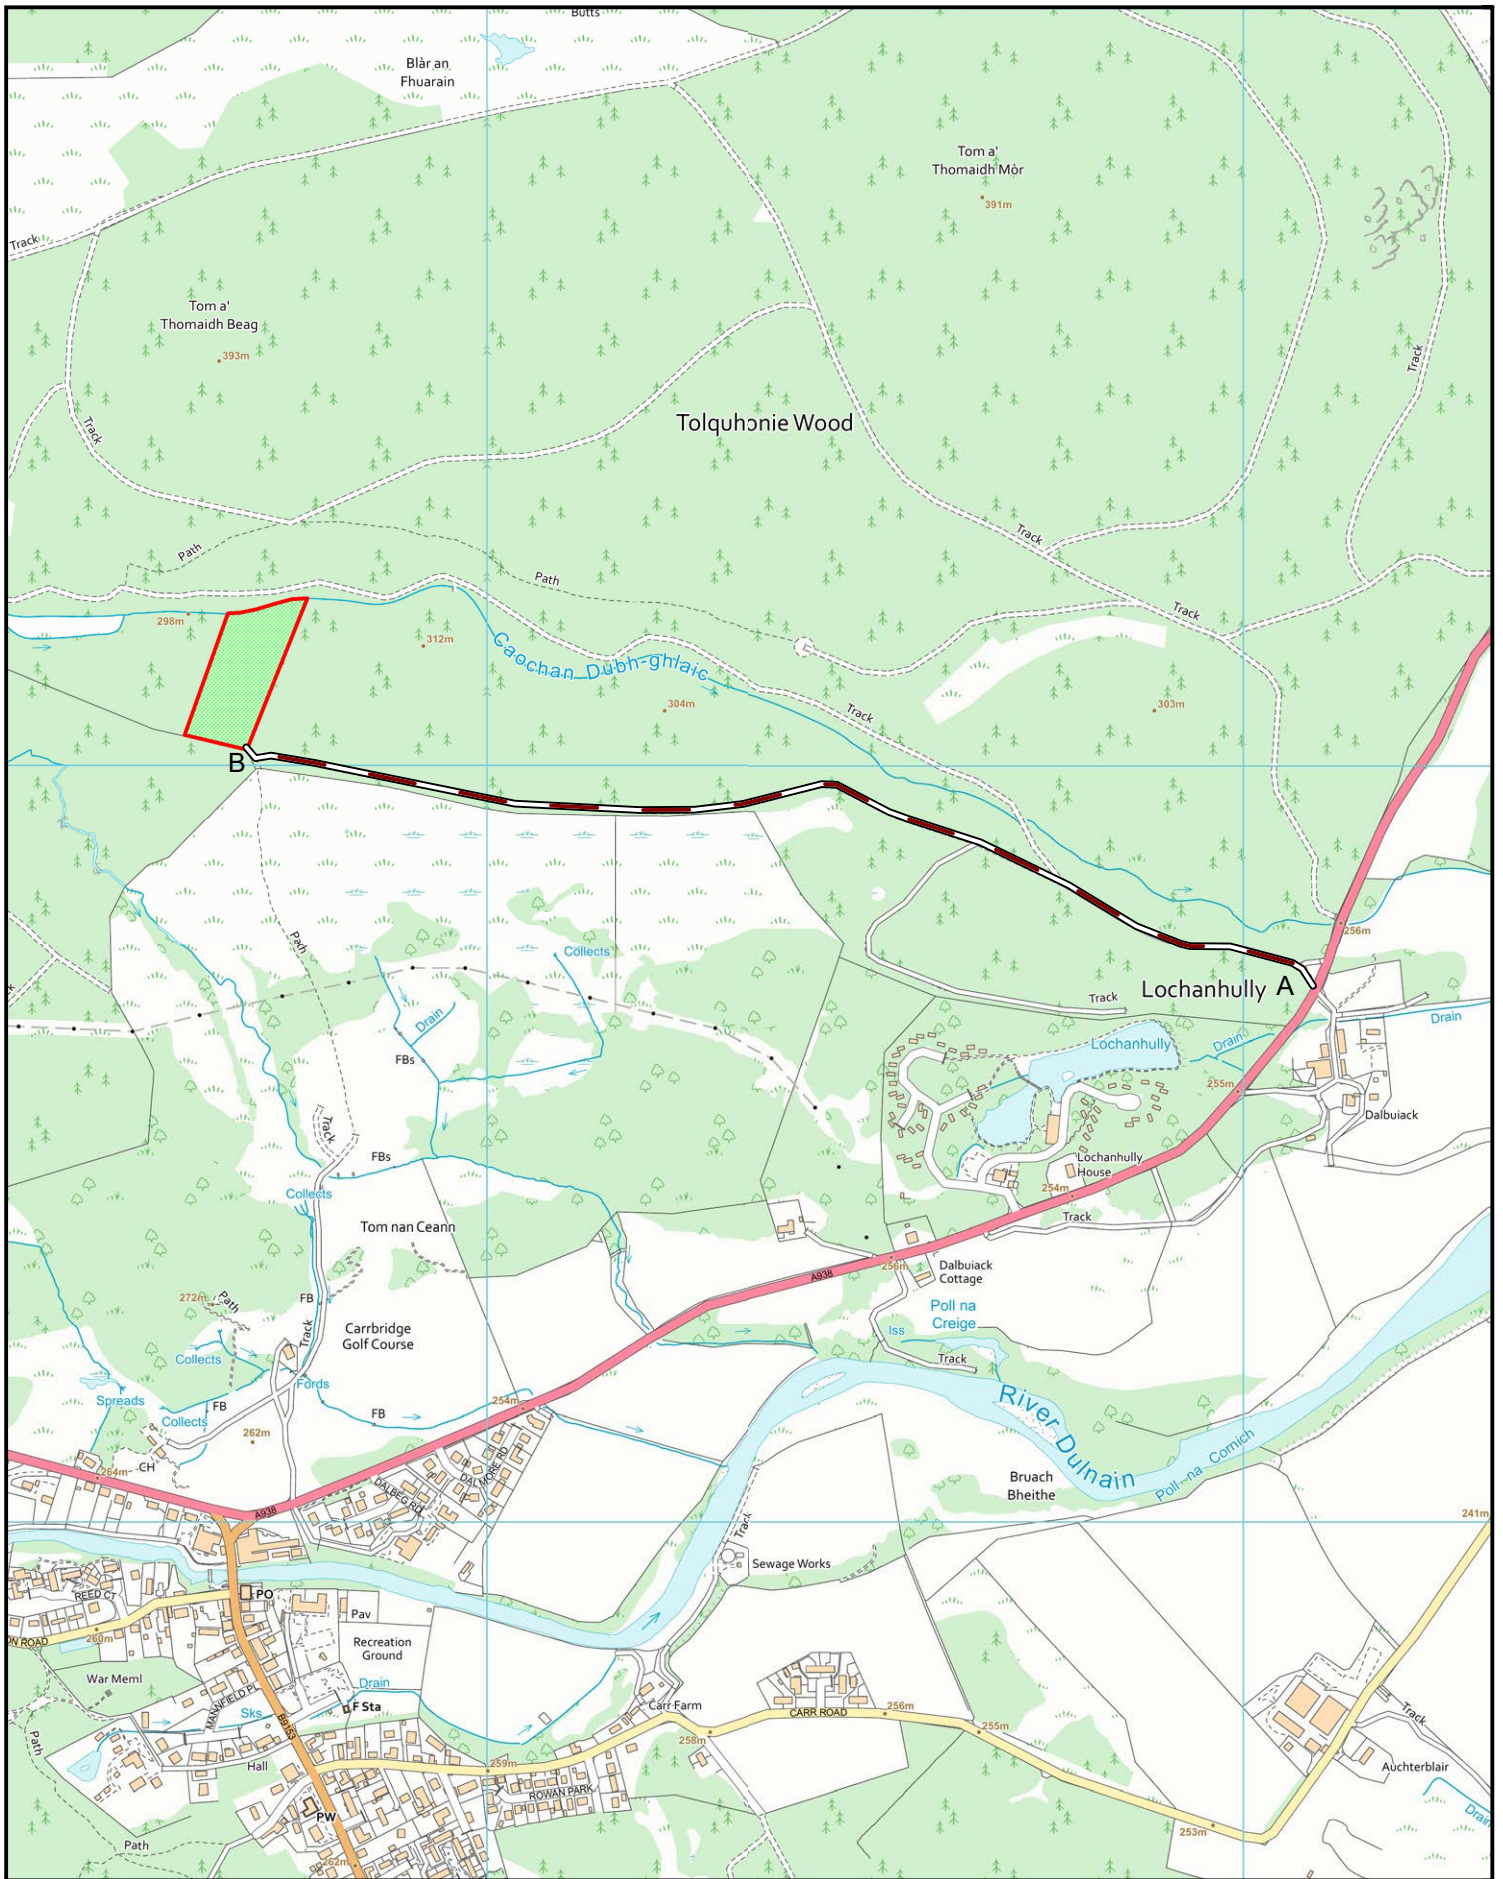 Butts
Blàr an
Fhuarain
Tom a'
Thomaidh Mòr
391m
Track
Tom a'
Thomaidh Beag
393m
Track
Track
Tolquhonie Wood
Track
Path
Path
Track
298m
312m
Caochan Dubh-ghlaic
304m
Track
303m
B
256m
Path
Collects
Lochanhully A
Track
Drain
Drain
Drain
Lochanhully
FBs
255m
Track
Dalbuiack
FBs
Lochanhully
House
Collects
254m
Tom nan Ceann
Track
256m
Dalbuiack
Cottage
A938
272m
Path
FB
Poll na
Creige
Track
Carrbridge
Golf Course
Iss
Collects
Track
Fords
River Dulnain
Spreads
FB
Collects
FB
254m
262m
Poll na Cornich
264m
CH
DALMORE RD
Bruach
Bheithe
DALBEG RD
A938
241m
Track
Sewage Works
REED CT
PO
Pav
ON ROAD
260m
Recreation
Ground
War Meml
Drain
MANNFIELD PL
F Sta
Carr Farm
CARR ROAD
256m
Track
Sks
B9153
255m
Path
258m
Hall
259m
Auchterblair
ROWAN PARK
PW
Drain
Path
253m
262m